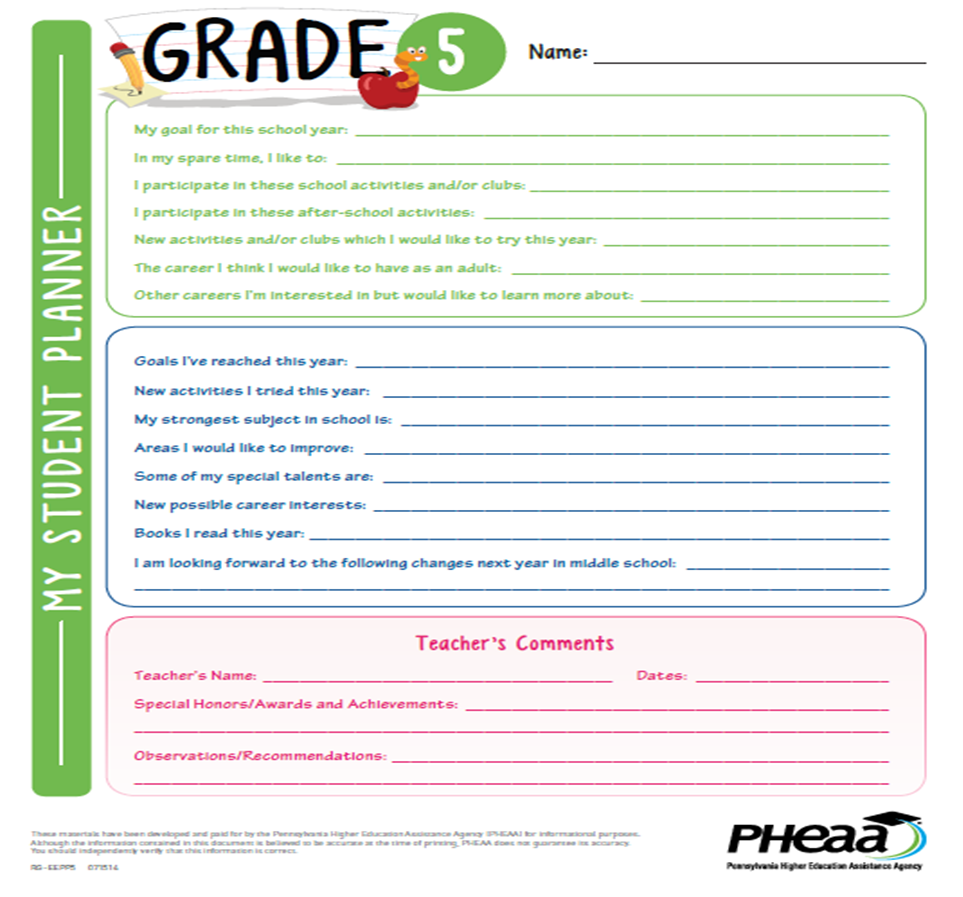 GRADE 5
Name:
MY STUDENT PLANNER
My goal for this school year:
In my spare time, I like to:
I participate in these school activities and/or clubs:
I participate in these after-school activities:
New activities and/or clubs which I would like to try this year:
The career I think I would like to have as an adult:
Other careers I'm interested in but would like to learn more about:
Goals I've reached this year:
New activities I tried this year:
My strongest subject in school is:
Areas I would like to improve:
Some of my special talents are:
New possible career interests:
Books I read this year:
I am looking forward to the following changes next year in middle school:
Teacher's Comments
Teacher's Name: Dates:
Special Honors/Awards and Achievements:
Observations/Recommendations:
These materials have been developed and paid for by the Pennsylvania Higher Education Assistance Agency (PHEAA) for informational purposes.
Although the information contained in this document is believed to be accurate at the time of printing, PHEAA does not guarantee its accuracy.
You should independently verify that this information is correct.
RG-EEPP5 071514
PHEAA
Pennsylvania Higher Education Assistance Agency